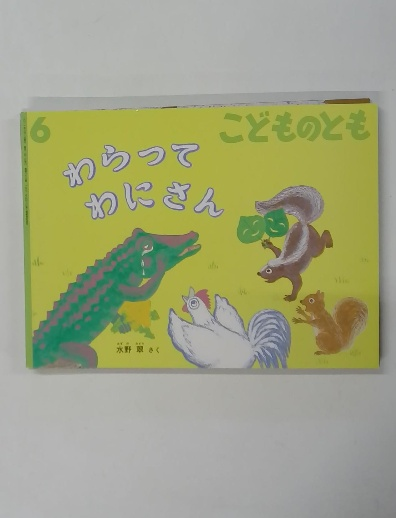 6
こどものとも
わらって
わにさん
水野 翠 さく